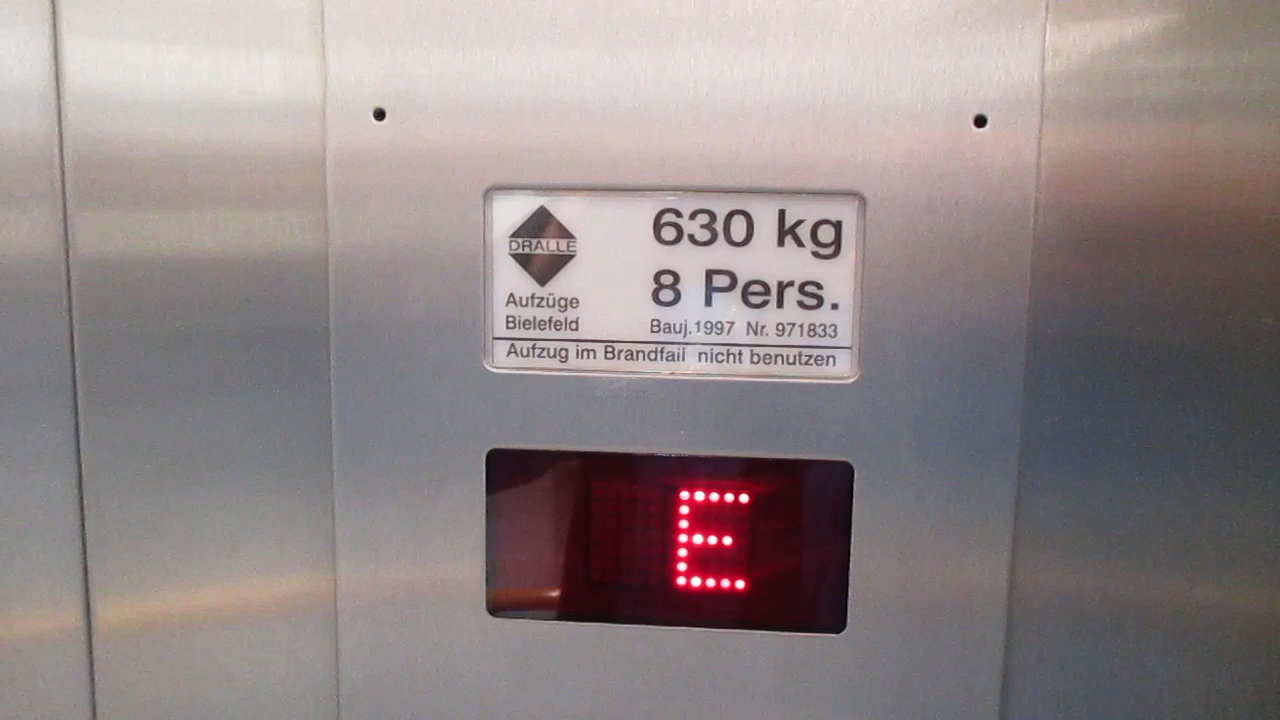 DRALLE
Aufzüge
Bielefeld
630 kg
8 Pers.
Bauj.1997 Nr. 971833
Aufzug im Brandfall nicht benutzen
E